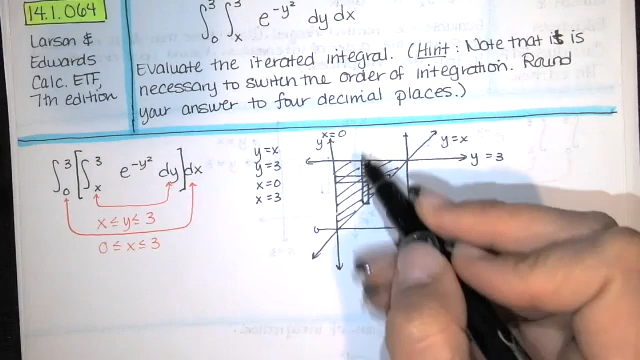 14.1.064
Larson &
Edwards
Calc. ETF,
7th edition
∫₀³ ∫ₓ³ e^(-y²) dy dx
Evaluate the iterated integral. (Hint: Note that it is
necessary to switch the order of integration. Round
your answer to four decimal places.)
∫₀³ [∫ₓ³ e^(-y²) dy] dx
x ≤ y ≤ 3
0 ≤ x ≤ 3
y=x
y=3
x=0
x=3
x=0
y
y=x
y=3
0